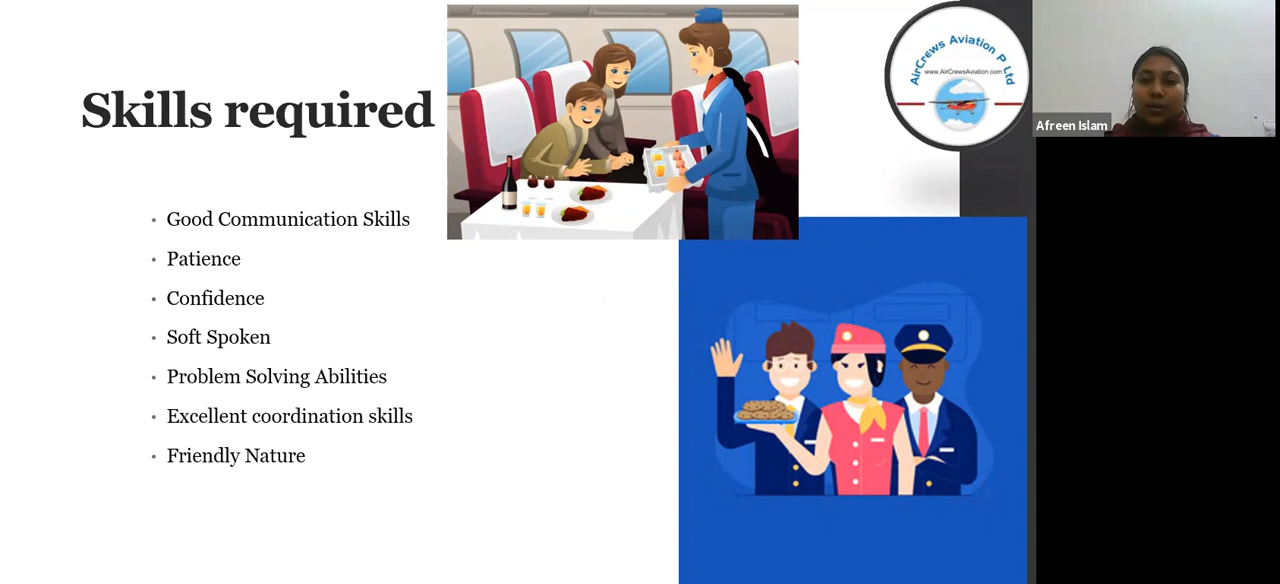 Skills required
Good Communication Skills
Patience
Confidence
Soft Spoken
Problem Solving Abilities
Excellent coordination skills
Friendly Nature
AirCrews Aviation P Ltd
www.AirCrewsAviation.com
Afreen Islam